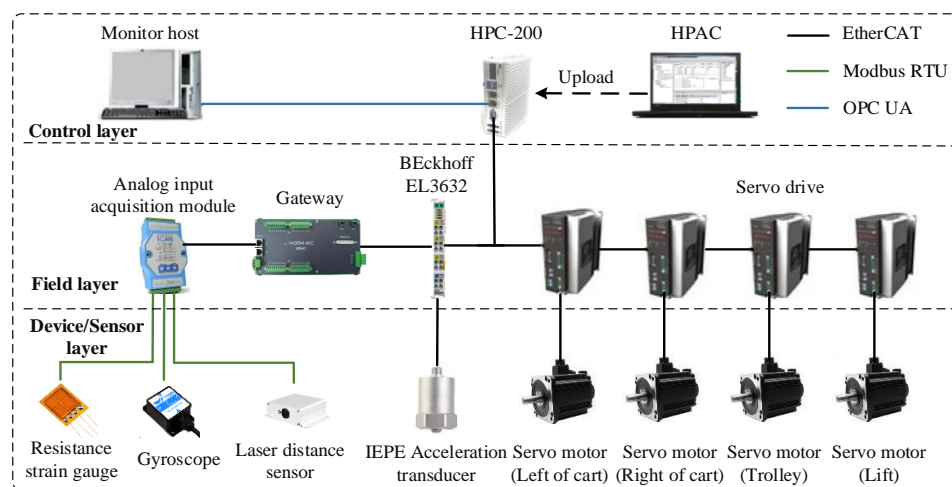 Monitor host
HPC-200
HPAC
EtherCAT
Modbus RTU
OPC UA
Upload
Control layer
Analog input
acquisition module
Gateway
BEckhoff
EL3632
Servo drive
ICAN
Field layer
Device/Sensor
layer
Resistance
strain gauge
Gyroscope
Laser distance
sensor
IEPE Acceleration
transducer
Servo motor
(Left of cart)
Servo motor
(Right of cart)
Servo motor
(Trolley)
Servo motor
(Lift)